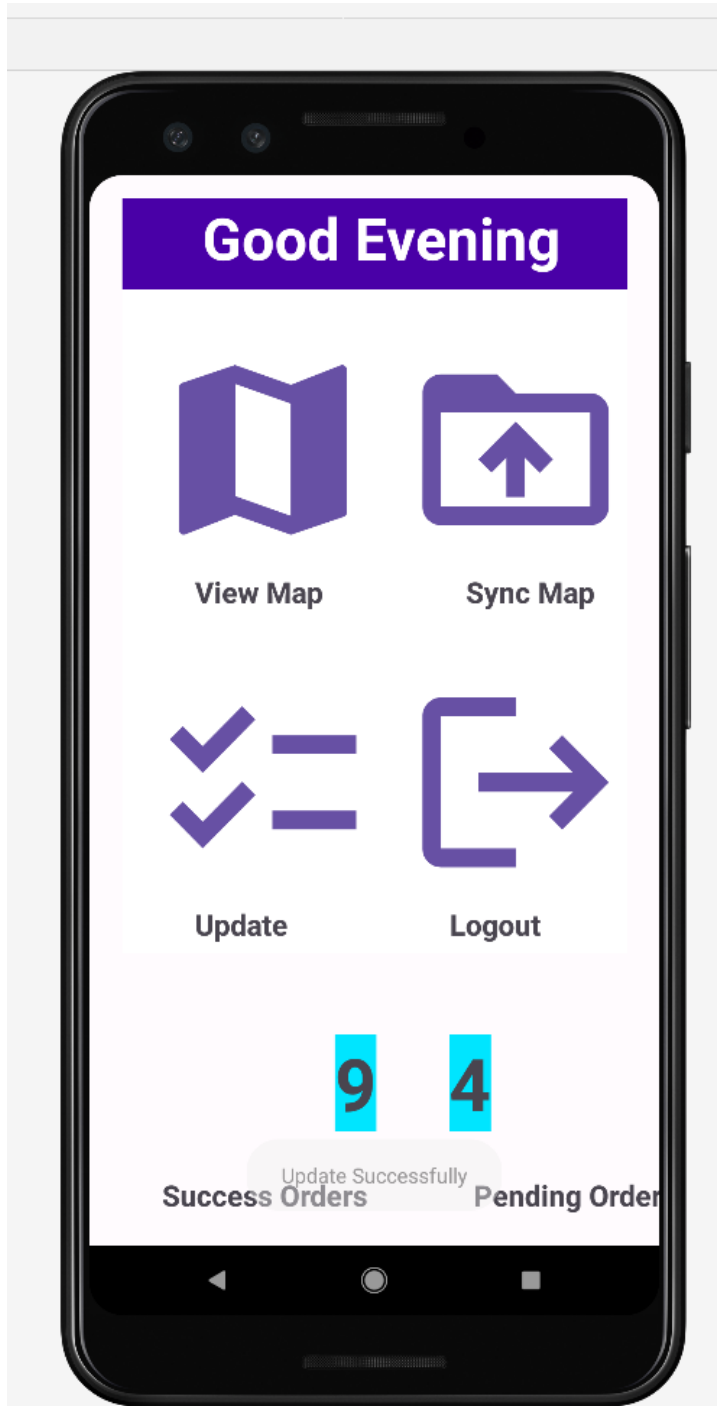 Good Evening
View Map Sync Map
Update Logout
9 4
Update Successfully
Success Orders Pending Order